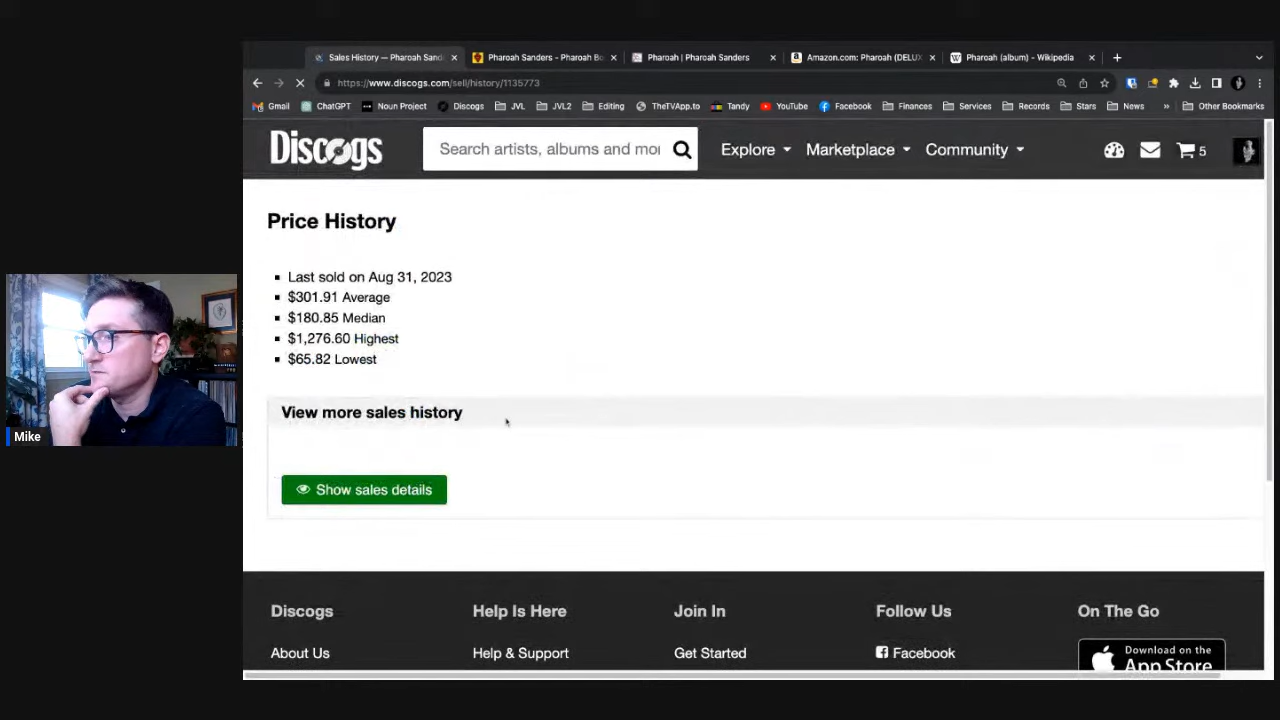 Sales History — Pharoah Sand
Pharoah Sanders - Pharoah Bo
Pharoah | Pharoah Sanders
Amazon.com: Pharoah (DELUX
Pharoah (album) - Wikipedia
https://www.discogs.com/sell/history/1135773
Gmail
ChatGPT
Noun Project
Discogs
JVL
JVL2
Editing
TheTVApp.to
Tandy
YouTube
Facebook
Finances
Services
Records
Stars
News
»
Other Bookmarks
Discogs
Search artists, albums and mor
Explore
Marketplace
Community
5
Price History
Last sold on Aug 31, 2023
$301.91 Average
$180.85 Median
$1,276.60 Highest
$65.82 Lowest
View more sales history
Show sales details
Mike
Discogs
Help Is Here
Join In
Follow Us
On The Go
About Us
Help & Support
Get Started
Facebook
Download on the
App Store